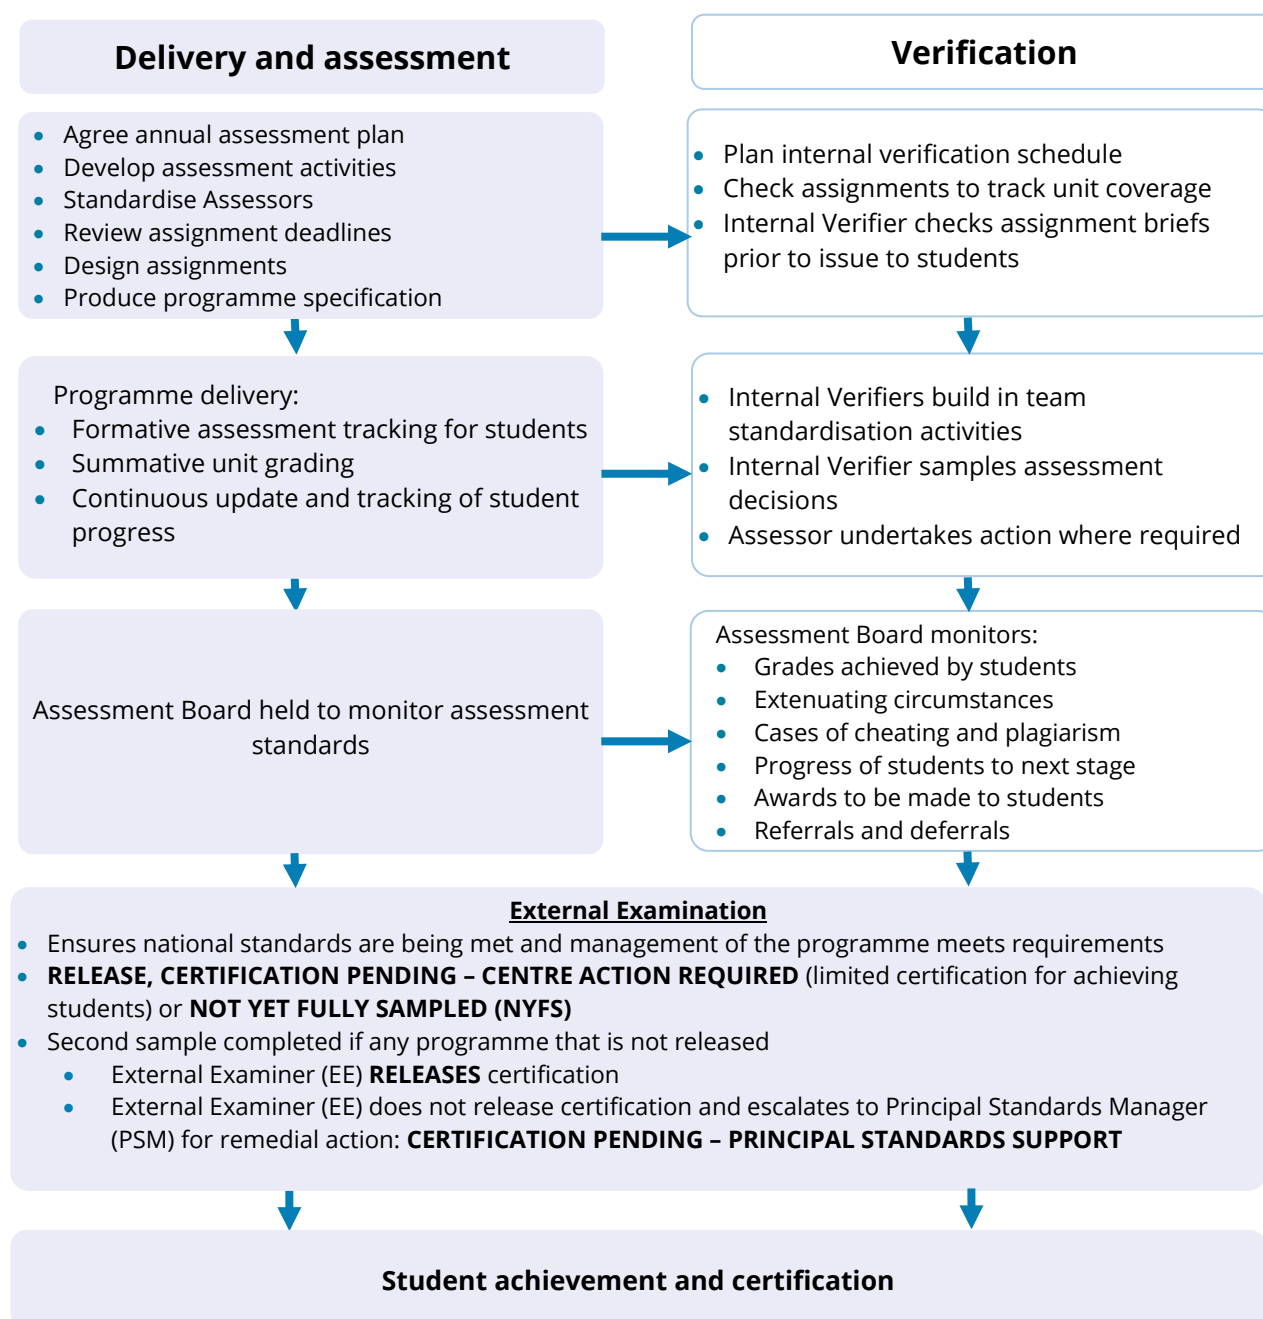 Delivery and assessment
Verification
• Agree annual assessment plan
• Develop assessment activities
• Standardise Assessors
• Review assignment deadlines
• Design assignments
• Produce programme specification
• Plan internal verification schedule
• Check assignments to track unit coverage
• Internal Verifier checks assignment briefs
prior to issue to students
Programme delivery:
• Formative assessment tracking for students
• Summative unit grading
• Continuous update and tracking of student
progress
• Internal Verifiers build in team
standardisation activities
• Internal Verifier samples assessment
decisions
• Assessor undertakes action where required
Assessment Board held to monitor assessment
standards
Assessment Board monitors:
• Grades achieved by students
• Extenuating circumstances
• Cases of cheating and plagiarism
• Progress of students to next stage
• Awards to be made to students
• Referrals and deferrals
External Examination
• Ensures national standards are being met and management of the programme meets requirements
• RELEASE, CERTIFICATION PENDING – CENTRE ACTION REQUIRED (limited certification for achieving
students) or NOT YET FULLY SAMPLED (NYFS)
• Second sample completed if any programme that is not released
• External Examiner (EE) RELEASES certification
• External Examiner (EE) does not release certification and escalates to Principal Standards Manager
(PSM) for remedial action: CERTIFICATION PENDING – PRINCIPAL STANDARDS SUPPORT
Student achievement and certification